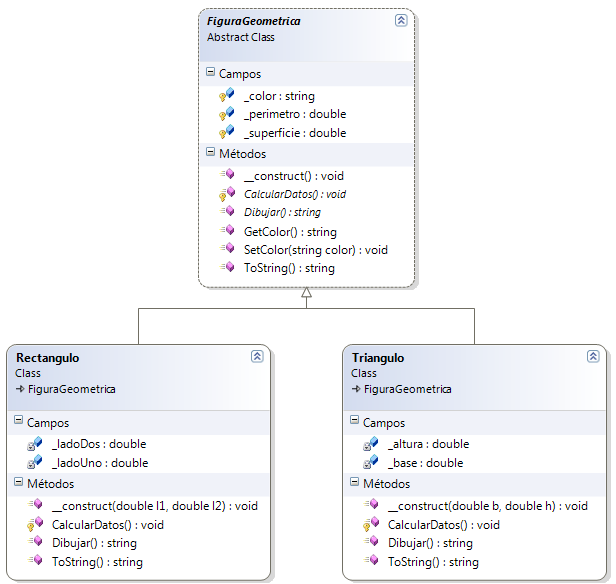 FiguraGeometrica
Abstract Class
Campos
_color : string
_perimetro : double
_superficie : double
Métodos
__construct() : void
CalcularDatos() : void
Dibujar() : string
GetColor() : string
SetColor(string color) : void
ToString() : string
Rectangulo
Class
FiguraGeometrica
Campos
_ladoDos : double
_ladoUno : double
Métodos
__construct(double l1, double l2) : void
CalcularDatos() : void
Dibujar() : string
ToString() : string
Triangulo
Class
FiguraGeometrica
Campos
_altura : double
_base : double
Métodos
__construct(double b, double h) : void
CalcularDatos() : void
Dibujar() : string
ToString() : string